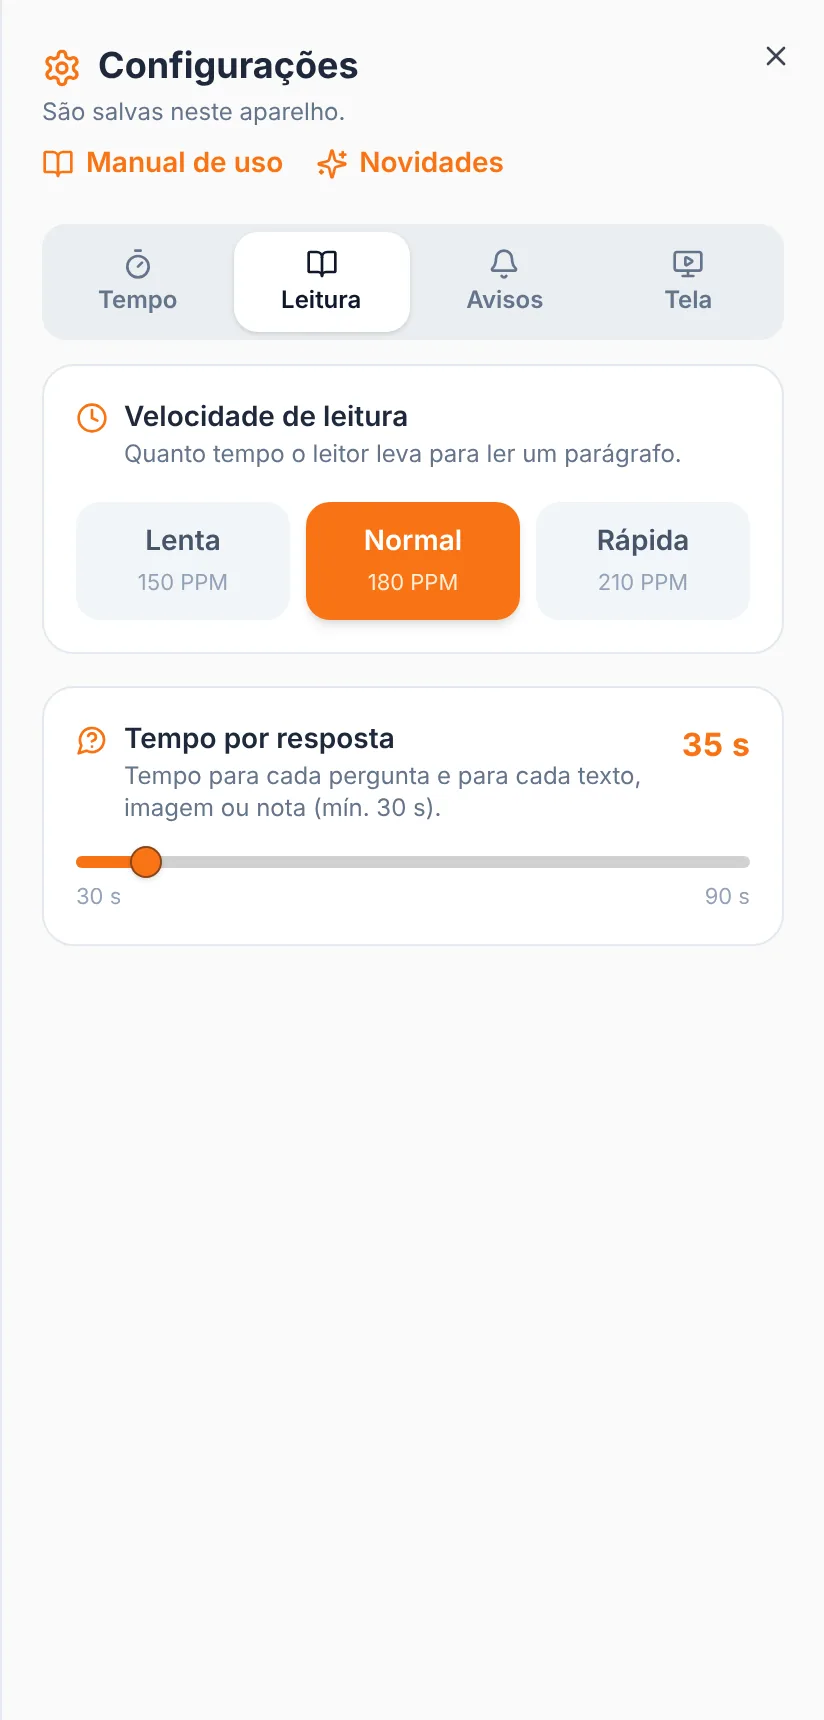 Configurações
São salvas neste aparelho.
Manual de uso
Novidades
Tempo
Leitura
Avisos
Tela
Velocidade de leitura
Quanto tempo o leitor leva para ler um parágrafo.
Lenta
150 PPM
Normal
180 PPM
Rápida
210 PPM
Tempo por resposta
35 s
Tempo para cada pergunta e para cada texto,
imagem ou nota (mín. 30 s).
30 s
90 s